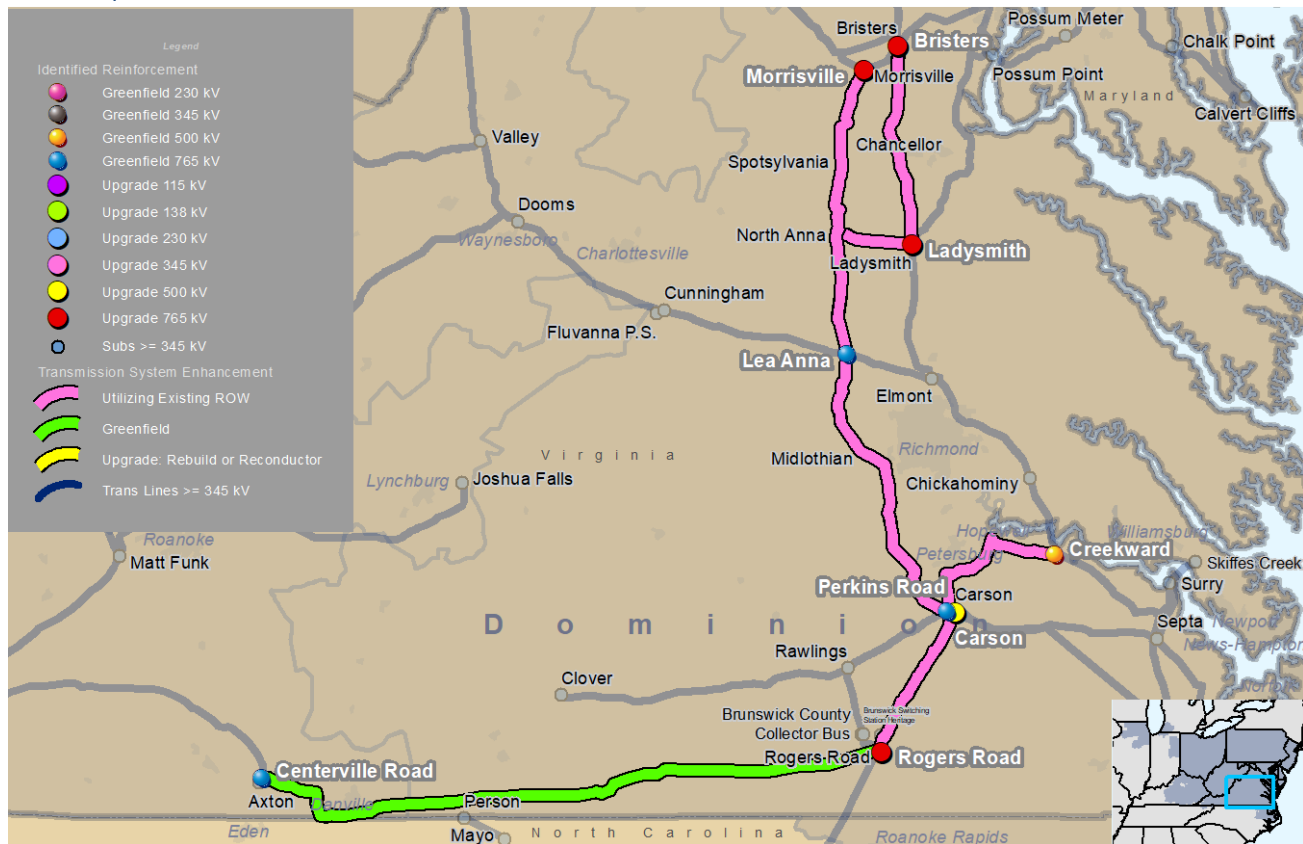 Legend
Identified Reinforcement
Greenfield 230 kV
Greenfield 345 kV
Greenfield 500 kV
Greenfield 765 kV
Upgrade 115 kV
Upgrade 138 kV
Upgrade 230 kV
Upgrade 345 kV
Upgrade 500 kV
Upgrade 765 kV
Subs >= 345 kV
Transmission System Enhancement
Utilizing Existing ROW
Greenfield
Upgrade: Rebuild or Reconductor
Trans Lines >= 345 kV
Possum Meter
Bristers
Bristers
Chalk Point
Morrisville
Morrisville
Possum Point
Maryland
Calvert Cliffs
Valley
Chancellor
Spotsylvania
Dooms
Waynesboro
Charlottesville
North Anna
Ladysmith
Ladysmith
Cunningham
Fluvanna P.S.
Lea Anna
Elmont
Richmond
Virginia
Midlothian
Lynchburg
Joshua Falls
Chickahominy
Roanoke
Matt Funk
Williamsburg
Petersburg
Creekward
Skiffes Creek
Surry
Perkins Road
Carson
Dominion
Carson
Septa
Newport
News-Hampton
Rawlings
Clover
Brunswick County
Collector Bus
Brunswick Switching
Station Heritage
Rogers-Road
Rogers Road
Centerville Road
Axton
Danville
Person
Eden
Mayo
North Carolina
Roanoke Rapids